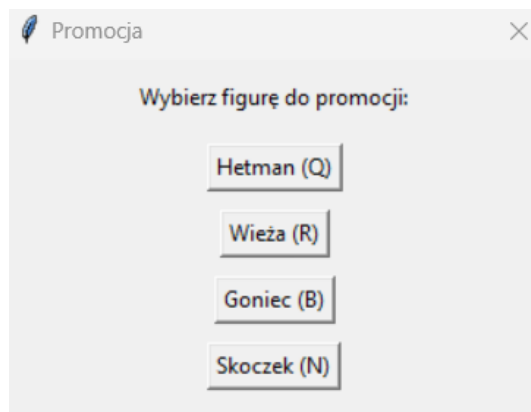 Promocja
Wybierz figurę do promocji:
Hetman (Q)
Wieża (R)
Goniec (B)
Skoczek (N)